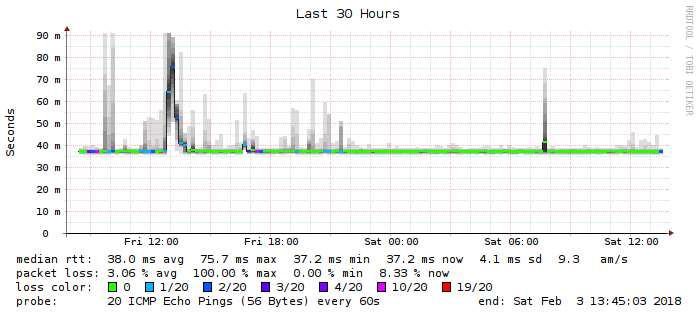 Last 30 Hours
RRDTOOL / TOBI OETIKER
Seconds
90 m
80 m
70 m
60 m
50 m
40 m
30 m
20 m
10 m
0
Fri 12:00 Fri 18:00 Sat 00:00 Sat 06:00 Sat 12:00
median rtt: 38.0 ms avg 75.7 ms max 37.2 ms min 37.2 ms now 4.1 ms sd 9.3 am/s
packet loss: 3.06 % avg 100.00 % max 0.00 % min 8.33 % now
loss color: 0 1/20 2/20 3/20 4/20 10/20 19/20
probe: 20 ICMP Echo Pings (56 Bytes) every 60s end: Sat Feb 3 13:45:03 2018